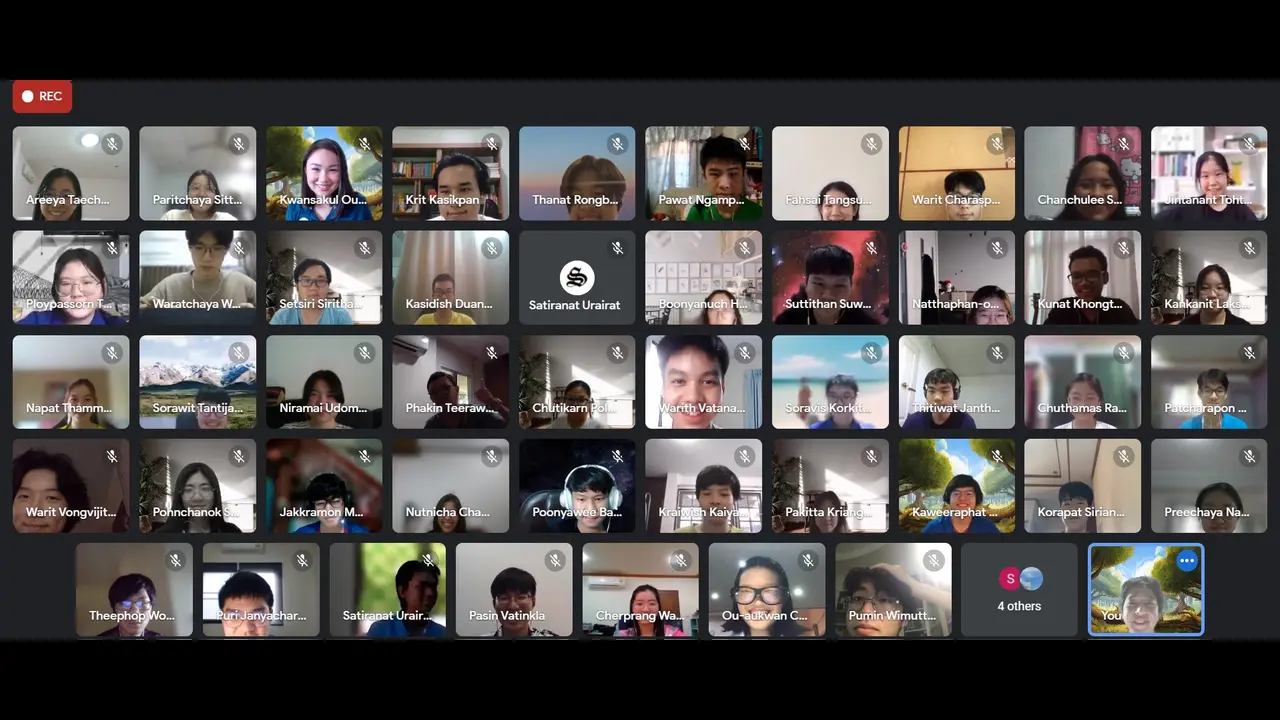 REC
Areeya Taech...
Paritchaya Sitt...
Kwansakul Ou...
Krit Kasikpan
Thanat Rongb...
Pawat Ngamp...
Fahsai Tangsu...
Warit Charasp...
Chanchulee S...
Jintanant Toht...
Ploypassorn T...
Waratchaya W...
Setsiri Siritha...
Kasidish Duan...
Satiranat Urairat
Boonyanuch H...
Suttithan Suw...
Natthaphan-o...
Kunat Khongt...
Kankanit Laks...
Napat Thamm...
Sorawit Tantija...
Niramai Udom...
Phakin Teeraw...
Chutikarn Pol...
Warith Vatana...
Soravis Korkit...
Thitiwat Janth...
Chuthamas Ra...
Patcharapon ...
Warit Vongvijit...
Pohnchanok S...
Jakkramon M...
Nutnicha Cha...
Poonyawee Ba...
Kraiwish Kaiya...
Pakitta Kriang...
Kaweeraphat ...
Korapat Sirian...
Preechaya Na...
Theephop Wo...
Puri Janyachar...
Satiranat Urair...
Pasin Vatinkla
Cherprang Wa...
Ou-aukwan C...
Pumin Wimutt...
S
4 others
You